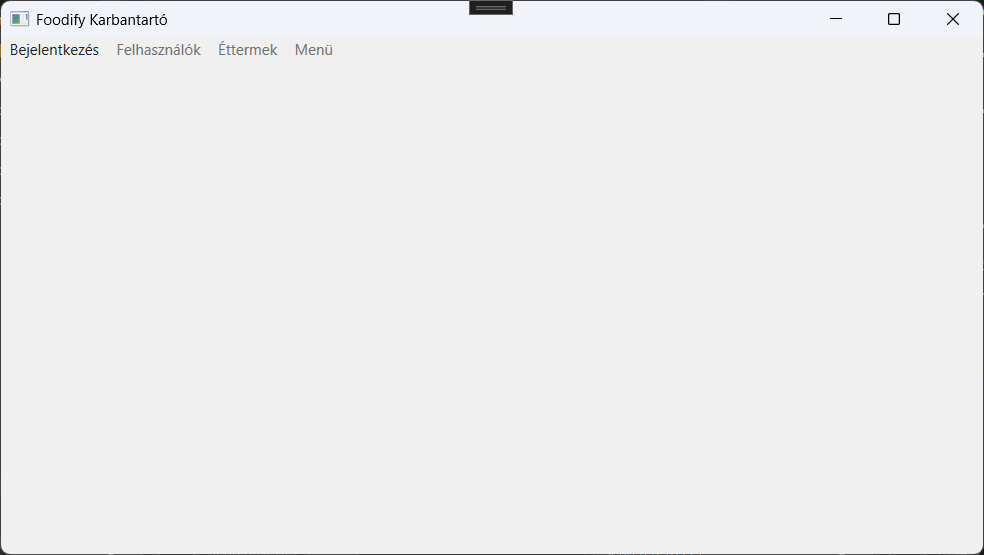 Foodify Karbantartó
Bejelentkezés Felhasználók Éttermek Menü